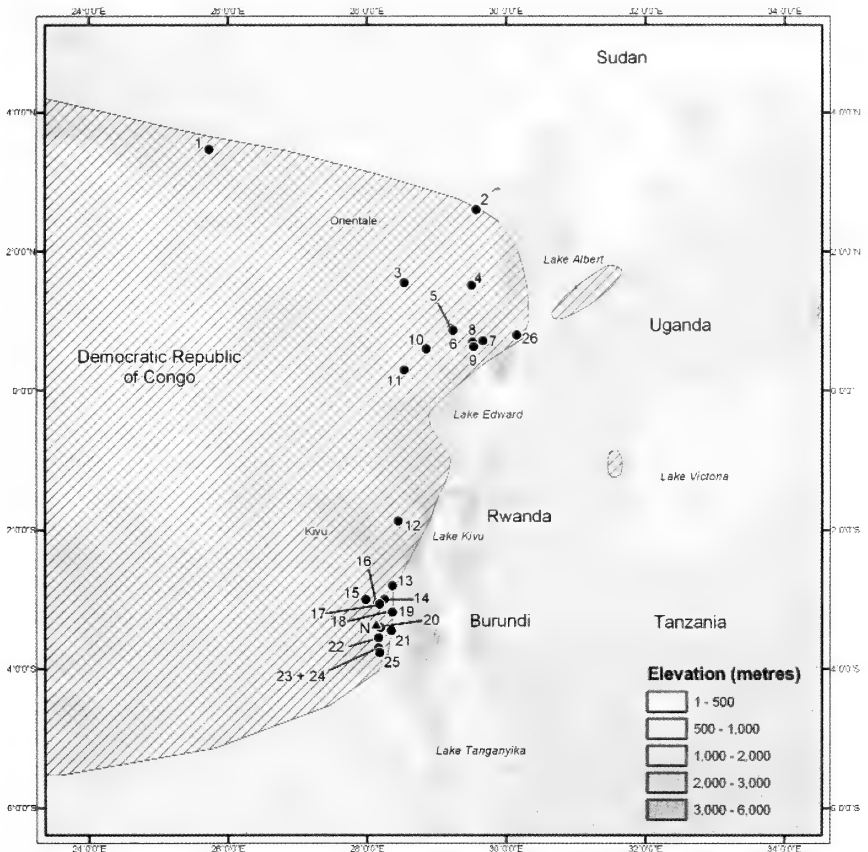 24°0'0"E 26°0'0"E 28°0'0"E 30°0'0"E 32°0'0"E 34°0'0"E
Sudan
4°0'0"N 4°0'0"N
1
2
Orientale
2°0'0"N 2°0'0"N
Lake Albert
3 4
5
8
Uganda
6 7 26
10
9
Democratic Republic
of Congo
11
0°0'0" 0°0'0"
Lake Edward
Lake Victoria
12
Rwanda
2°0'0"S 2°0'0"S
Kivu
Lake Kivu
16
13
15 14
17
18 19 20
Burundi
Tanzania
N
22 21
4°0'0"S 4°0'0"S
23 + 24 25
Elevation (metres)
1 - 500
500 - 1,000
1,000 - 2,000
2,000 - 3,000
3,000 - 6,000
Lake Tanganyika
6°0'0"S 6°0'0"S
24°0'0"E 26°0'0"E 28°0'0"E 30°0'0"E 32°0'0"E 34°0'0"E